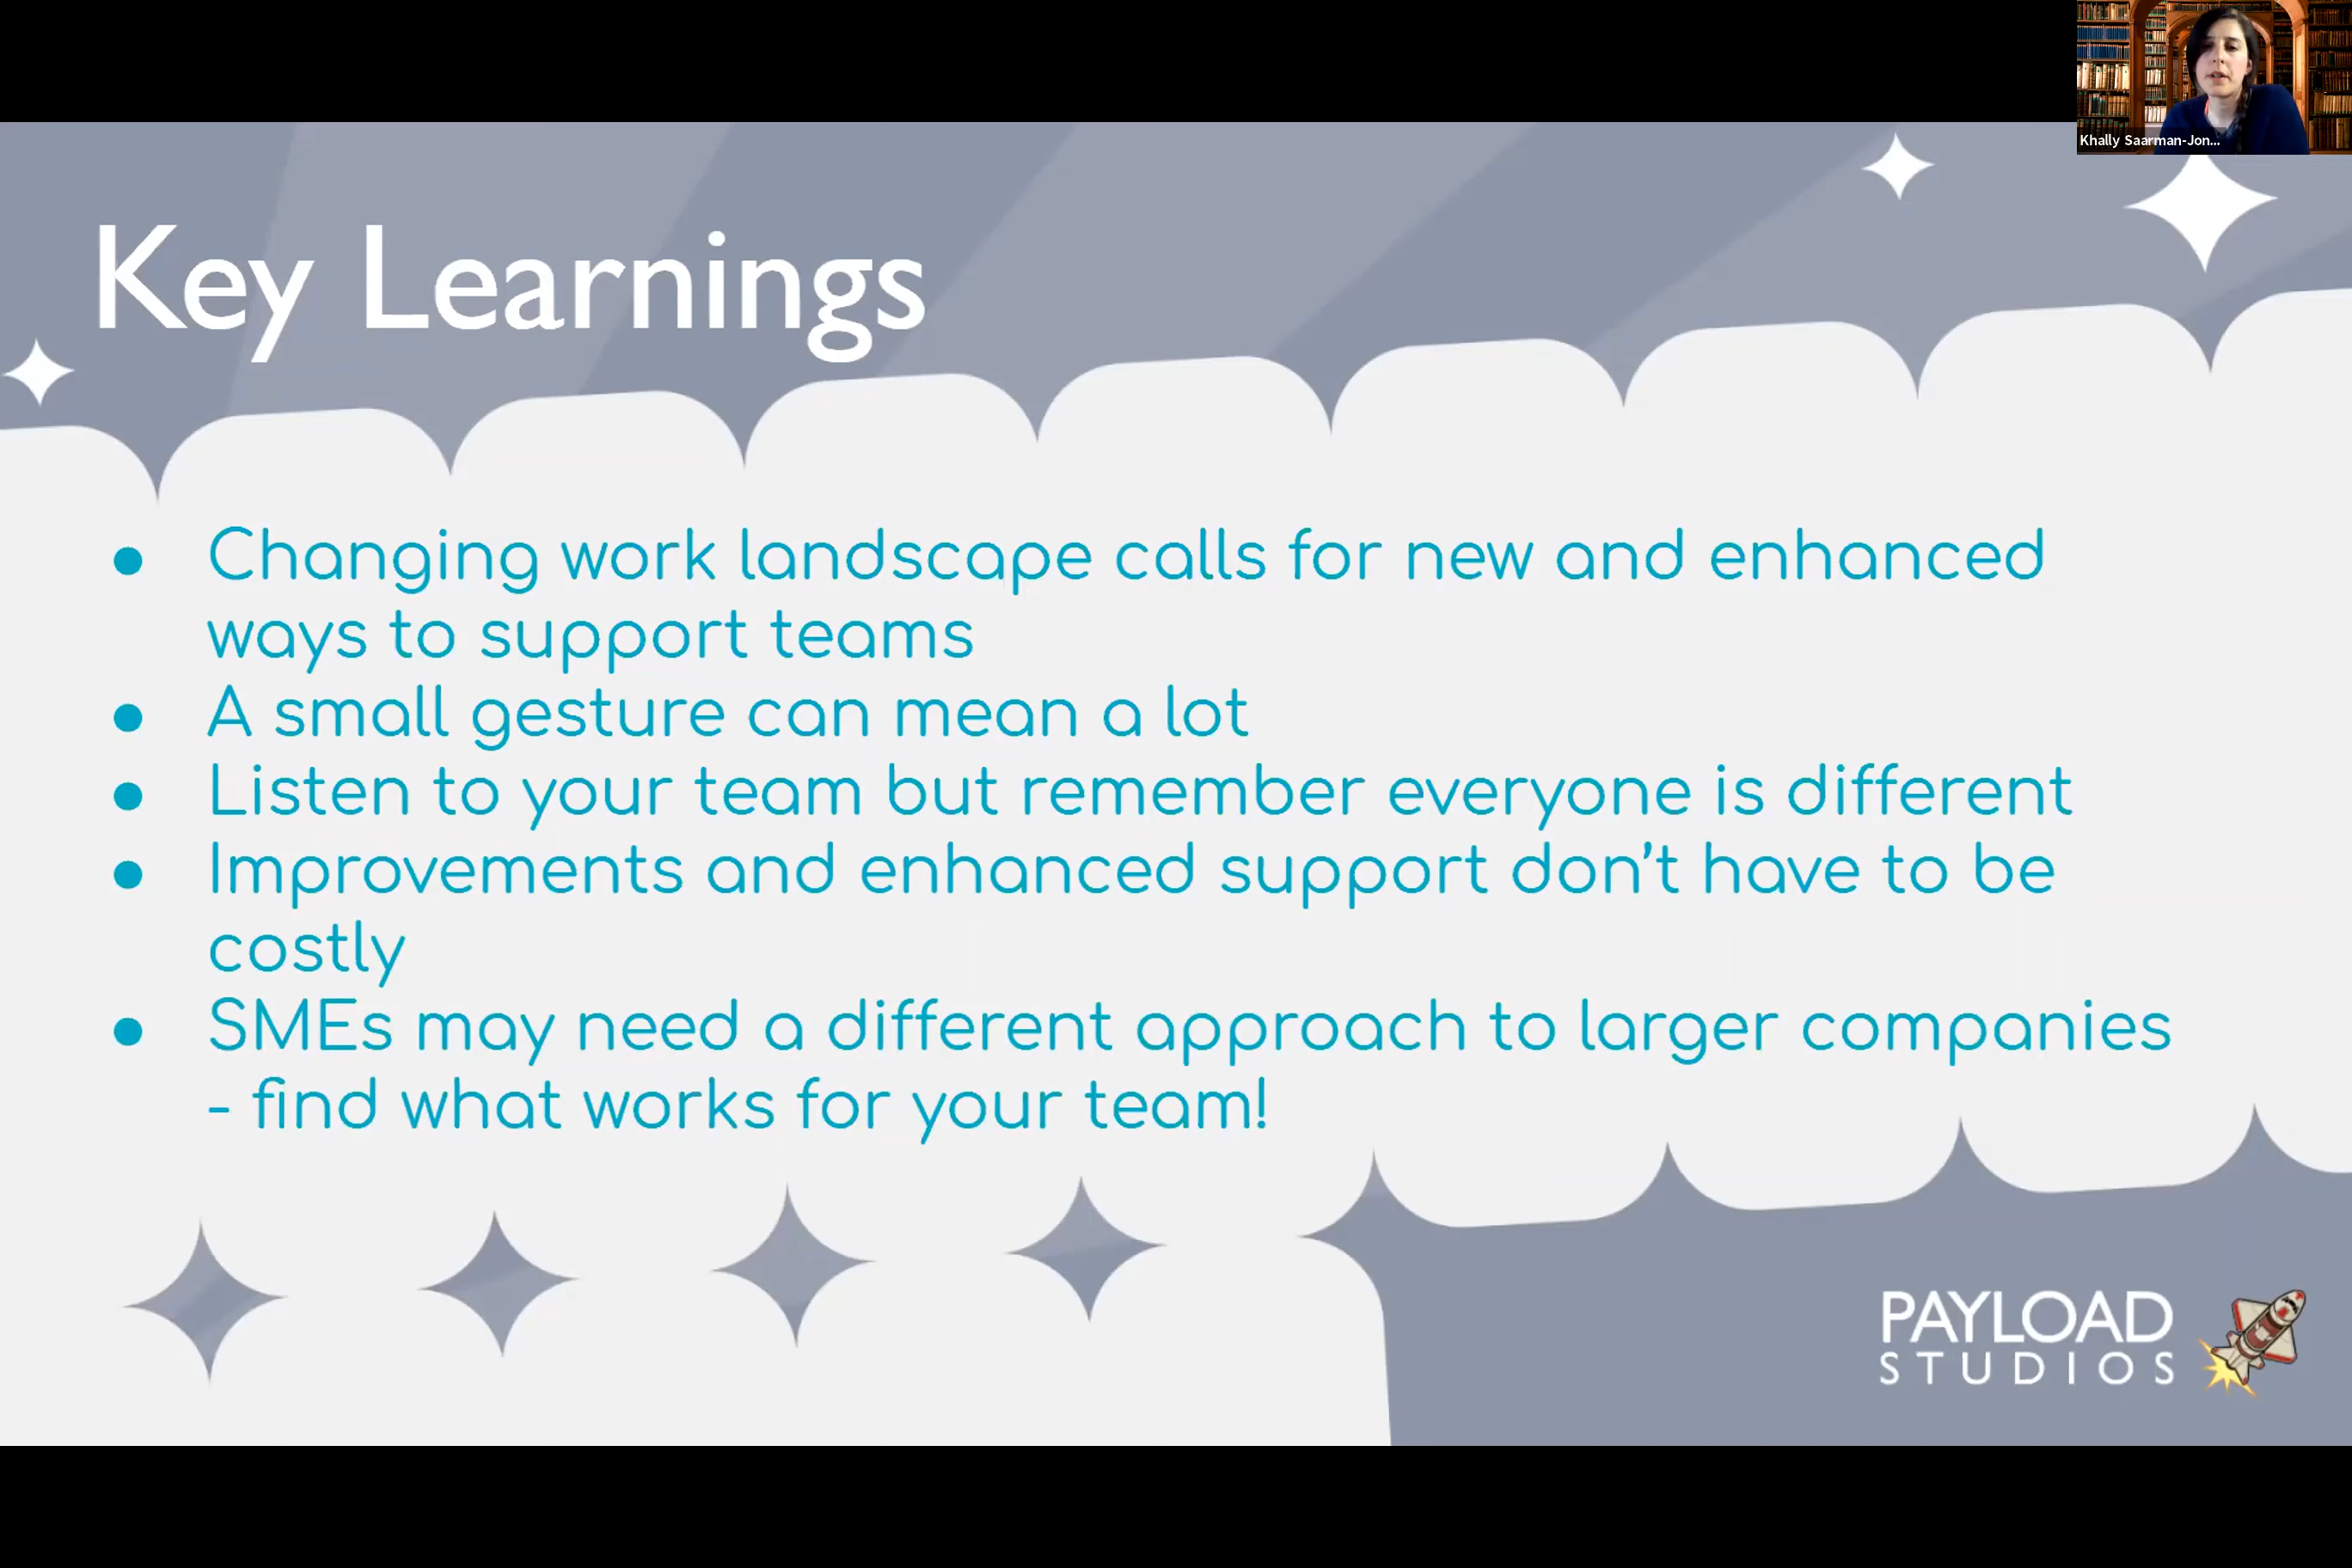 Khally Saarman-Jon...
Key Learnings
● Changing work landscape calls for new and enhanced
ways to support teams
● A small gesture can mean a lot
● Listen to your team but remember everyone is different
● Improvements and enhanced support don’t have to be
costly
● SMEs may need a different approach to larger companies
- find what works for your team!
PAYLOAD
STUDIOS